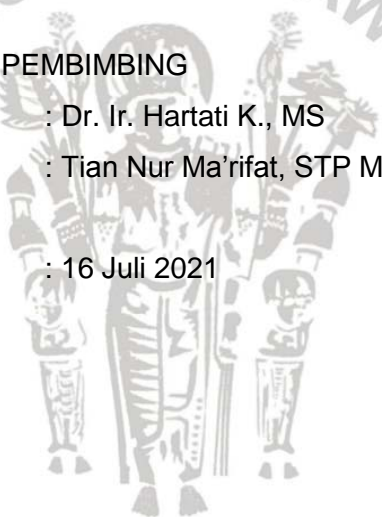 PEMBIMBING
: Dr. Ir. Hartati K., MS
: Tian Nur Ma'rifat, STP M
: 16 Juli 2021